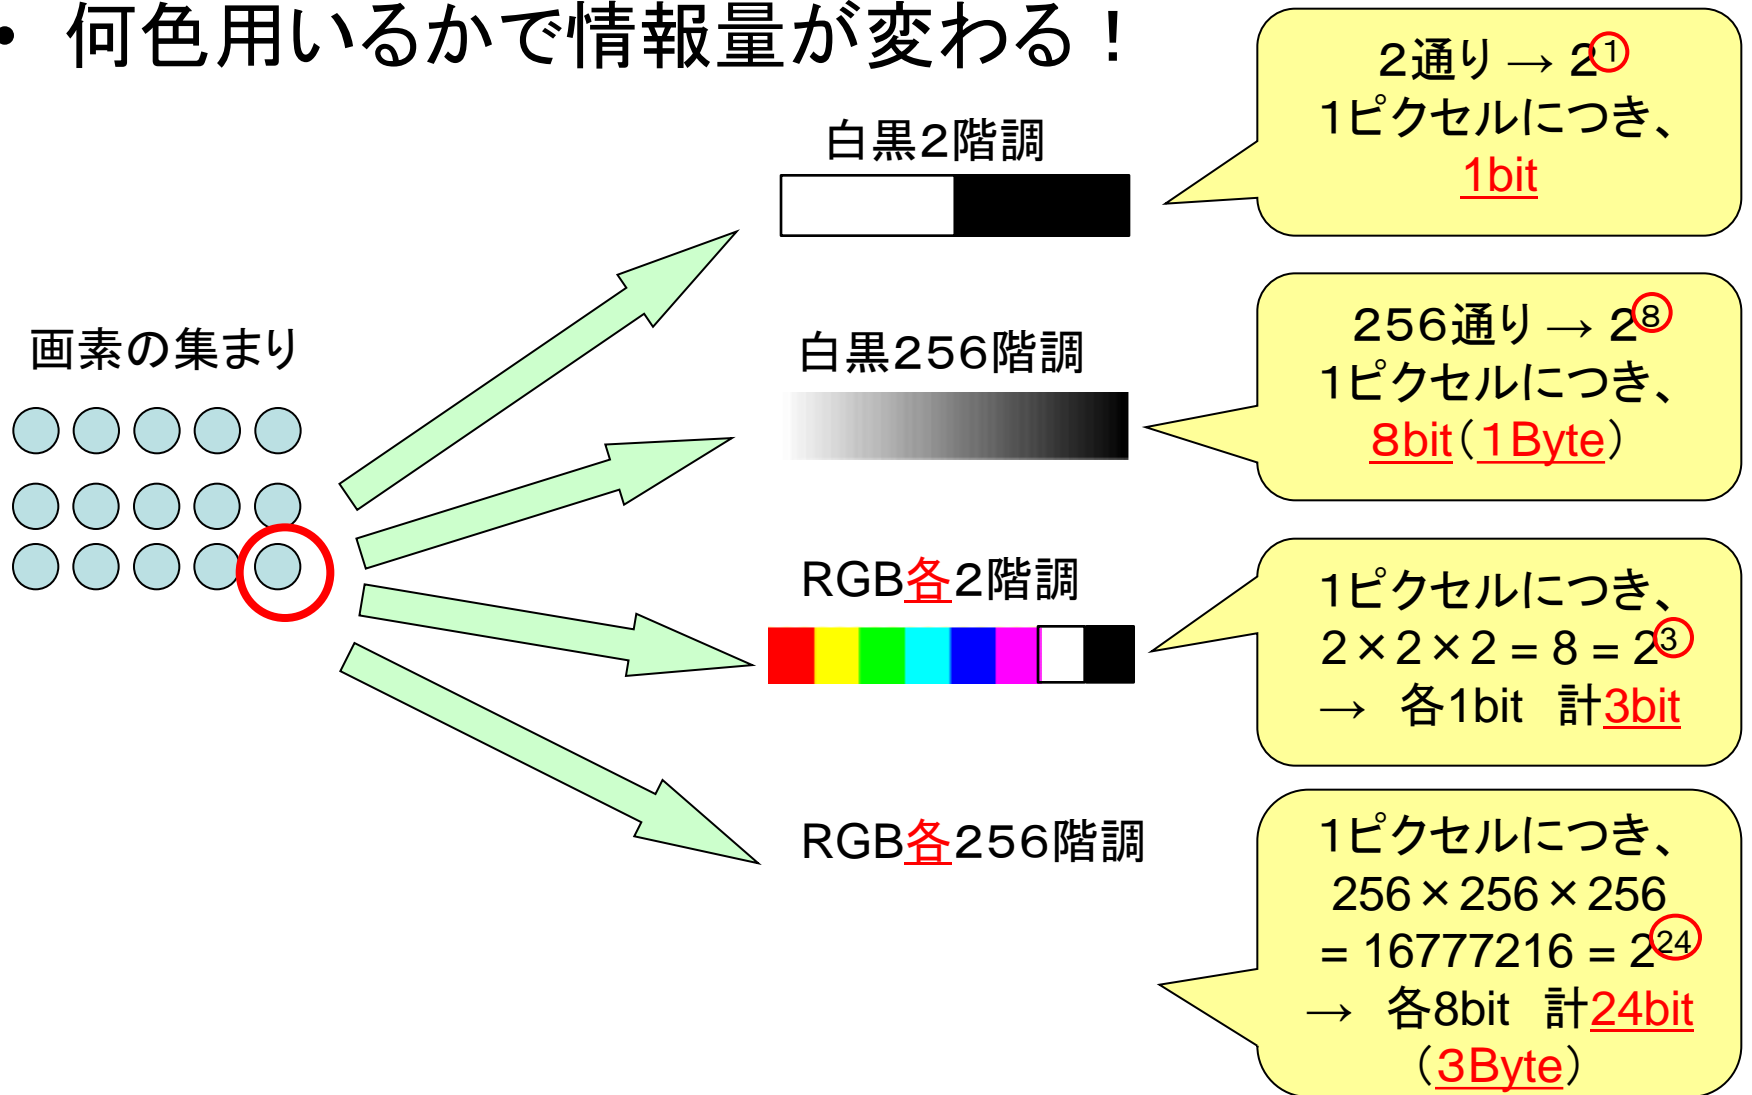 • 何色用いるかで情報量が変わる！
画素の集まり
白黒２階調
２通り → ２¹
１ピクセルにつき、
1bit
白黒２５６階調
２５６通り → ２⁸
１ピクセルにつき、
８bit（１Byte）
RGB各２階調
１ピクセルにつき、
２×２×２ = 8 = 2³
→　各1bit　計3bit
RGB各２５６階調
１ピクセルにつき、
256×256×256
= 16777216 = 2²⁴
→　各8bit　計24bit
（３Byte）